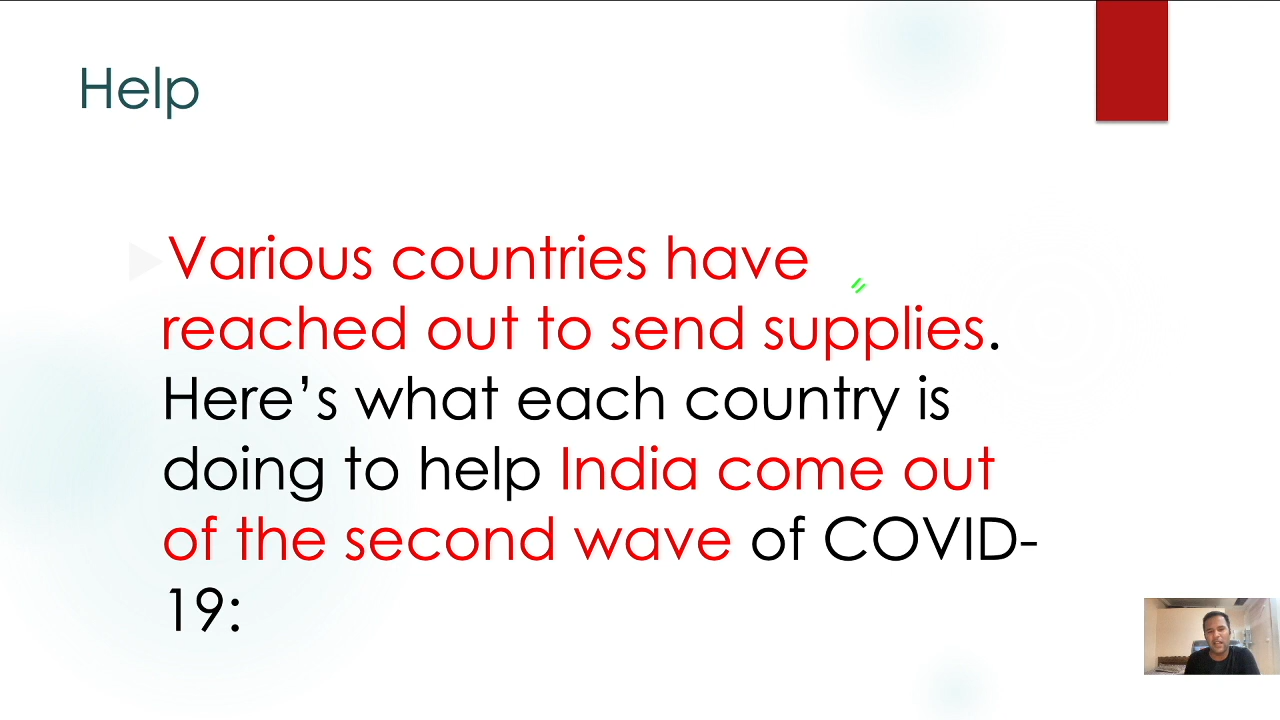 Help
Various countries have
reached out to send supplies.
Here’s what each country is
doing to help India come out
of the second wave of COVID-
19: